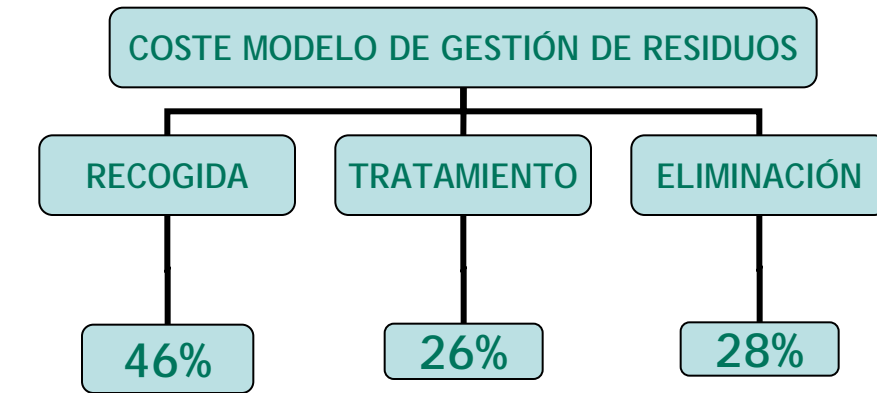 COSTE MODELO DE GESTIÓN DE RESIDUOS
RECOGIDA
TRATAMIENTO
ELIMINACIÓN
46%
26%
28%